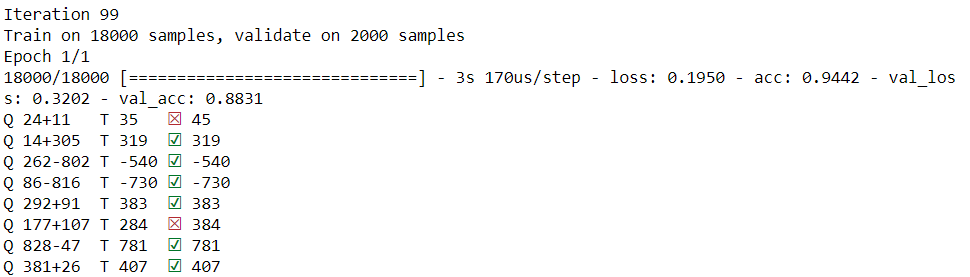 Iteration 99
Train on 18000 samples, validate on 2000 samples
Epoch 1/1
18000/18000 [==============================] - 3s 170us/step - loss: 0.1950 - acc: 0.9442 - val_los
s: 0.3202 - val_acc: 0.8831
Q 24+11   T 35   ☒ 45
Q 14+305  T 319  ☑ 319
Q 262-802 T -540 ☑ -540
Q 86-816  T -730 ☑ -730
Q 292+91  T 383  ☑ 383
Q 177+107 T 284  ☒ 384
Q 828-47  T 781  ☑ 781
Q 381+26  T 407  ☑ 407